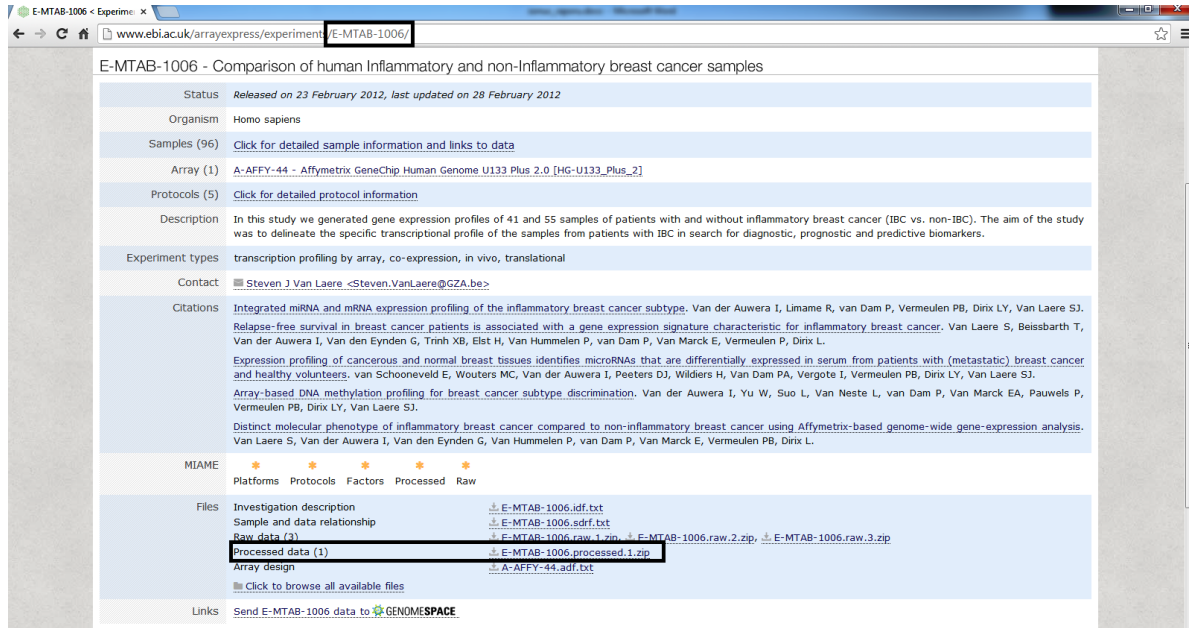 E-MTAB-1006 < Experime
www.ebi.ac.uk/arrayexpress/experiments/E-MTAB-1006/
E-MTAB-1006 - Comparison of human Inflammatory and non-Inflammatory breast cancer samples
Status Released on 23 February 2012, last updated on 28 February 2012
Organism Homo sapiens
Samples (96) Click for detailed sample information and links to data
Array (1) A-AFFY-44 - Affymetrix GeneChip Human Genome U133 Plus 2.0 [HG-U133_Plus_2]
Protocols (5) Click for detailed protocol information
Description In this study we generated gene expression profiles of 41 and 55 samples of patients with and without inflammatory breast cancer (IBC vs. non-IBC). The aim of the study
was to delineate the specific transcriptional profile of the samples from patients with IBC in search for diagnostic, prognostic and predictive biomarkers.
Experiment types transcription profiling by array, co-expression, in vivo, translational
Contact Steven J Van Laere <Steven.VanLaere@GZA.be>
Citations Integrated miRNA and mRNA expression profiling of the inflammatory breast cancer subtype. Van der Auwera I, Limame R, van Dam P, Vermeulen PB, Dirix LY, Van Laere SJ.
Relapse-free survival in breast cancer patients is associated with a gene expression signature characteristic for inflammatory breast cancer. Van Laere S, Beissbarth T,
Van der Auwera I, Van den Eynden G, Trinh XB, Elst H, Van Hummelen P, van Dam P, Van Marck E, Vermeulen P, Dirix L.
Expression profiling of cancerous and normal breast tissues identifies microRNAs that are differentially expressed in serum from patients with (metastatic) breast cancer
and healthy volunteers. van Schooneveld E, Wouters MC, Van der Auwera I, Peeters DJ, Wildiers H, Van Dam PA, Vergote I, Vermeulen PB, Dirix LY, Van Laere SJ.
Array-based DNA methylation profiling for breast cancer subtype discrimination. Van der Auwera I, Yu W, Suo L, Van Neste L, van Dam P, Van Marck EA, Pauwels P,
Vermeulen PB, Dirix LY, Van Laere SJ.
Distinct molecular phenotype of inflammatory breast cancer compared to non-inflammatory breast cancer using Affymetrix-based genome-wide gene-expression analysis.
Van Laere S, Van der Auwera I, Van den Eynden G, Van Hummelen P, van Dam P, Van Marck E, Vermeulen PB, Dirix L.
MIAME
Platforms Protocols Factors Processed Raw
Files Investigation description E-MTAB-1006.idf.txt
Sample and data relationship E-MTAB-1006.sdrf.txt
Raw data (3) E-MTAB-1006.raw.1.zip, E-MTAB-1006.raw.2.zip, E-MTAB-1006.raw.3.zip
Processed data (1) E-MTAB-1006.processed.1.zip
Array design A-AFFY-44.adf.txt
Click to browse all available files
Links Send E-MTAB-1006 data to GENOMESPACE